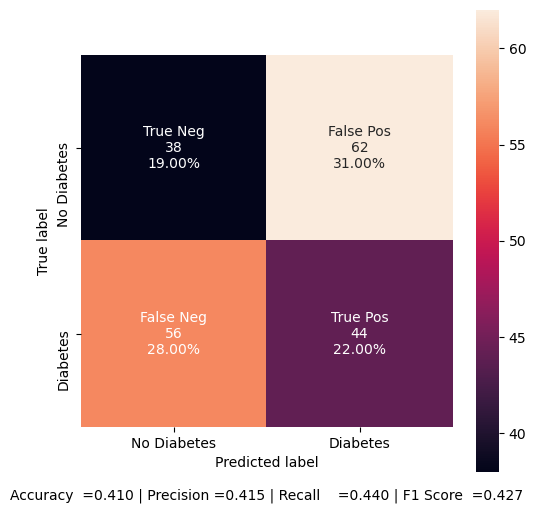 True Neg
38
19.00%
False Pos
62
31.00%
False Neg
56
28.00%
True Pos
44
22.00%
True label
No Diabetes
Diabetes
No Diabetes
Diabetes
Predicted label
60
55
50
45
40
Accuracy =0.410 | Precision =0.415 | Recall =0.440 | F1 Score =0.427